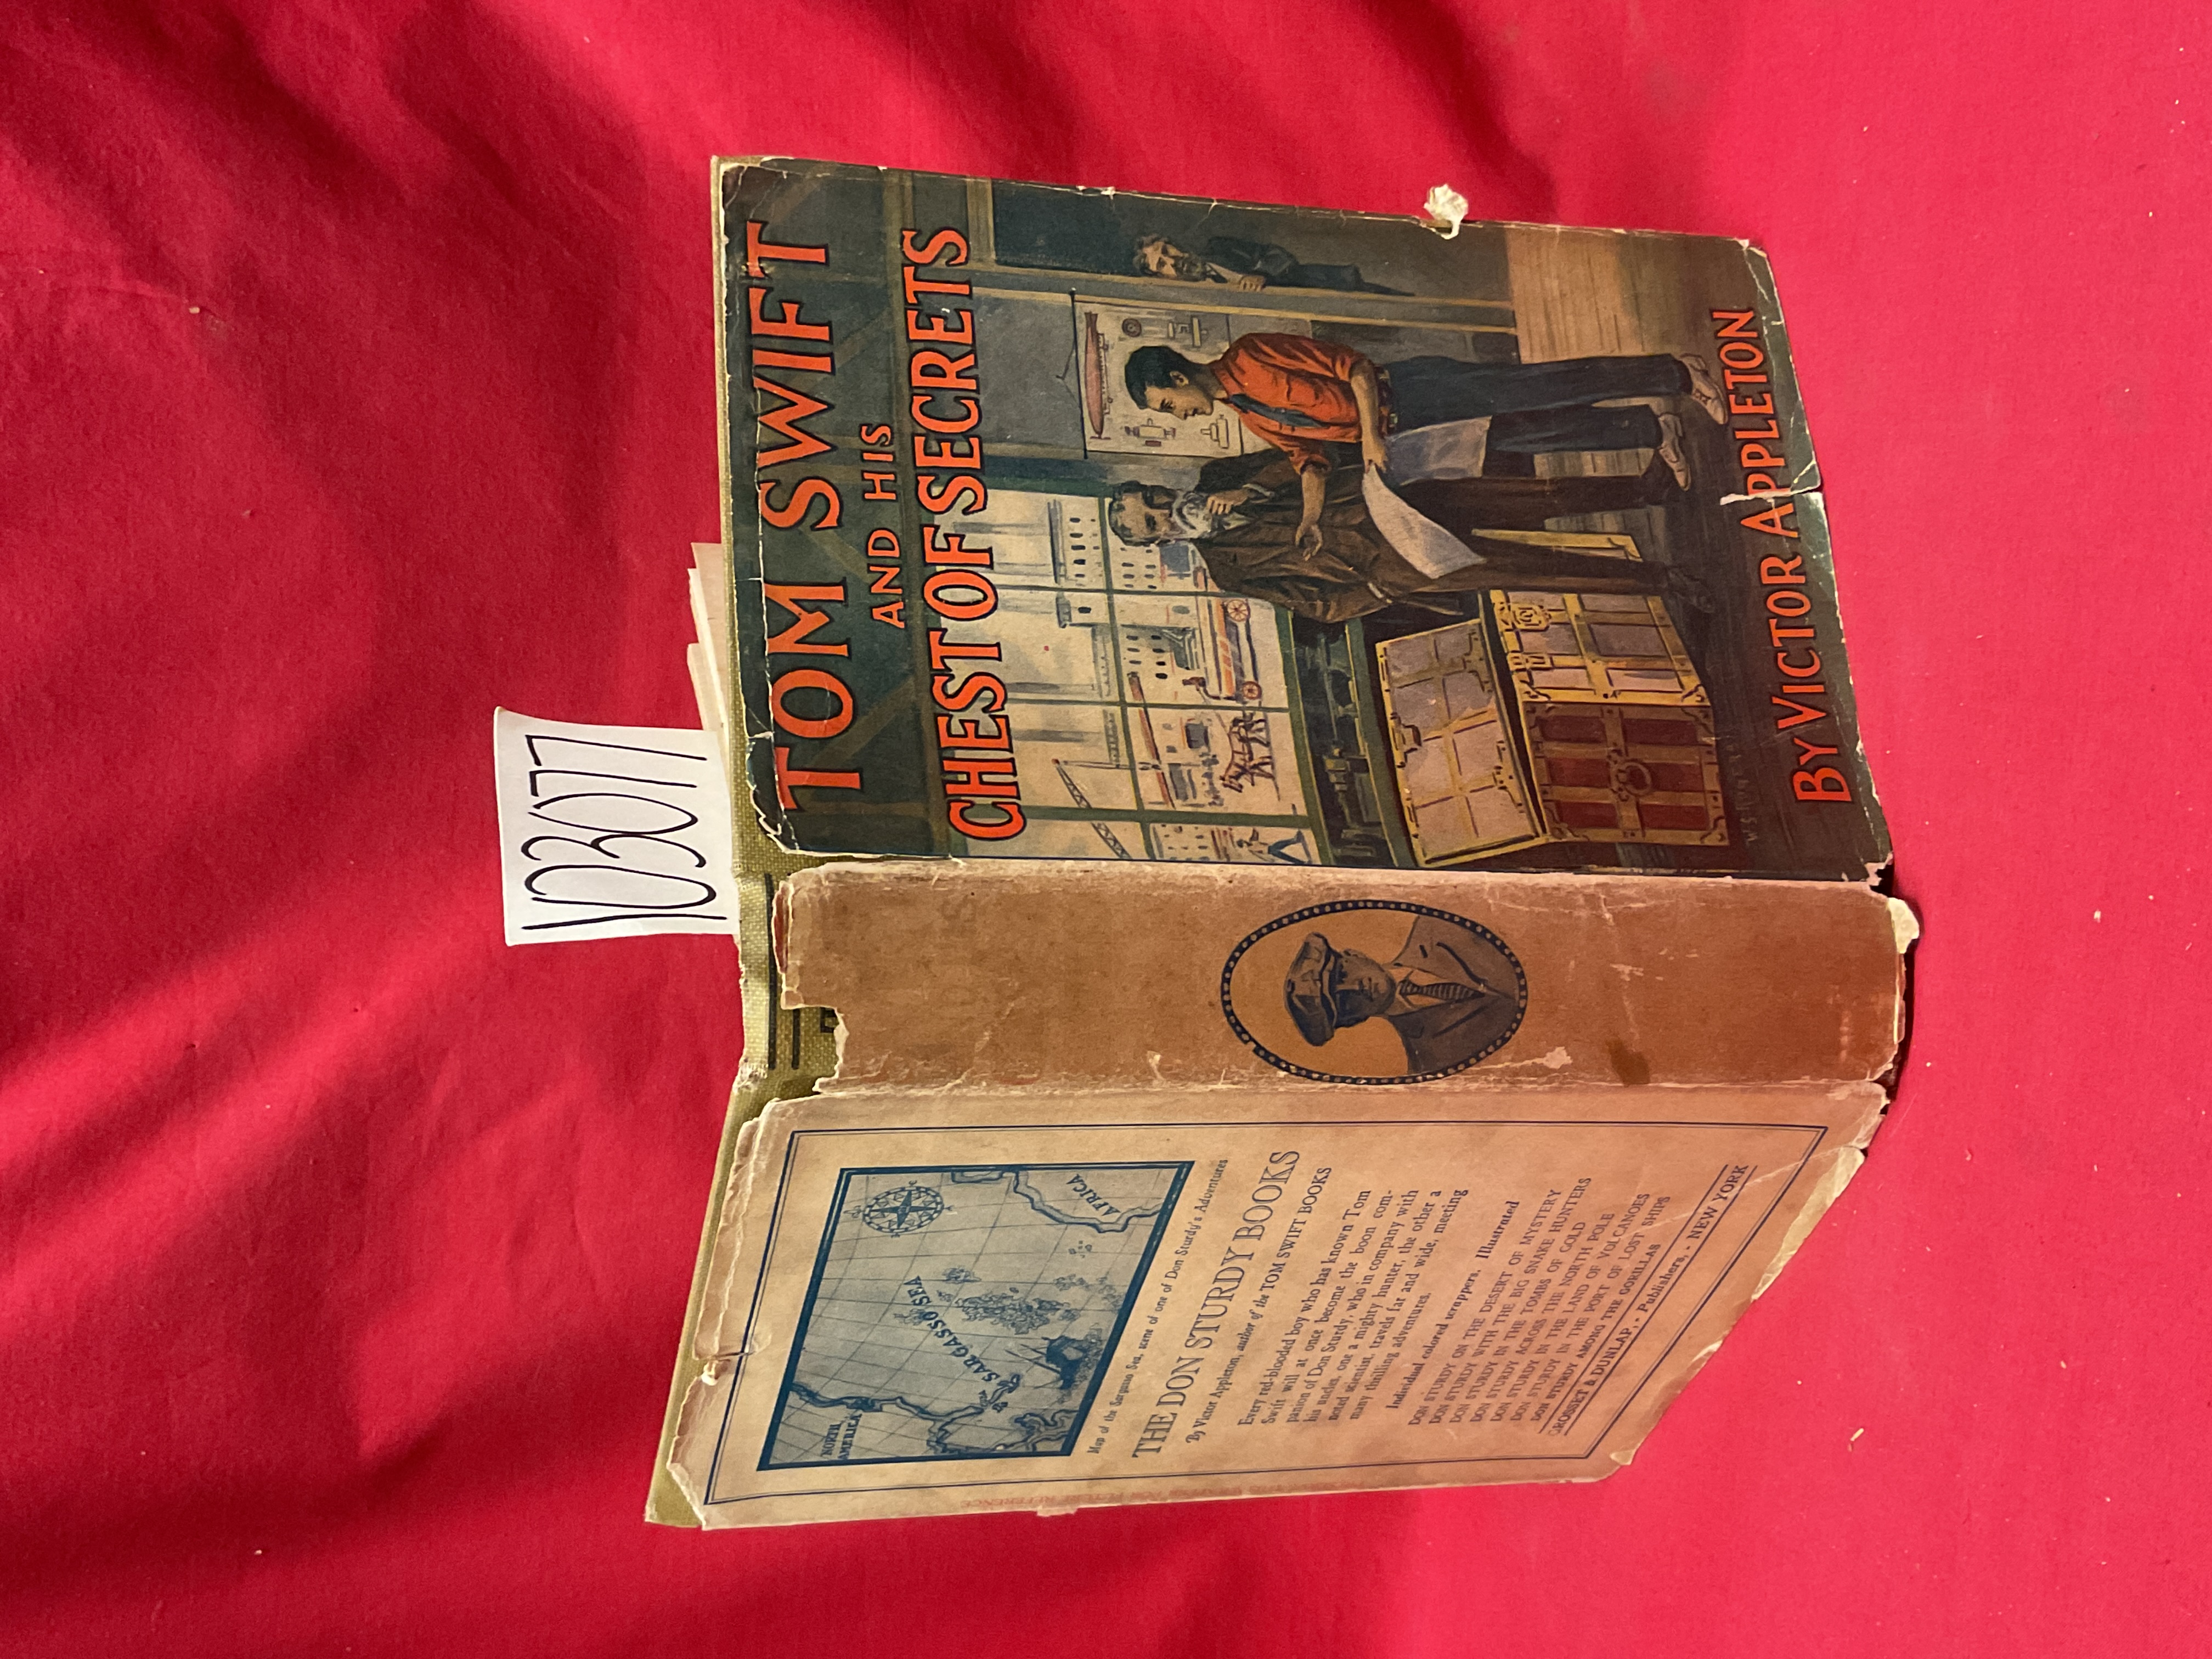 103077
TOM SWIFT
AND HIS
CHEST OF SECRETS
BY VICTOR APPLETON
NORTH
AMERICA
SARGASSO SEA
AFRICA
Map of the Sargasso Sea, scene of one of Don Sturdy's Adventures
THE DON STURDY BOOKS
By Victor Appleton, author of the TOM SWIFT BOOKS
Every red-blooded boy who has known Tom
Swift will at once become the boon com-
panion of Don Sturdy, who in company with
his uncles, one a mighty hunter, the other a
noted scientist, travels far and wide, meeting
many thrilling adventures.
Individual colored wrappers. Illustrated
DON STURDY ON THE DESERT OF MYSTERY
DON STURDY WITH THE BIG SNAKE HUNTERS
DON STURDY IN THE TOMBS OF GOLD
DON STURDY ACROSS THE NORTH POLE
DON STURDY IN THE LAND OF VOLCANOES
DON STURDY IN THE PORT OF LOST SHIPS
DON STURDY AMONG THE GORILLAS
GROSSET & DUNLAP, - Publishers, - NEW YORK